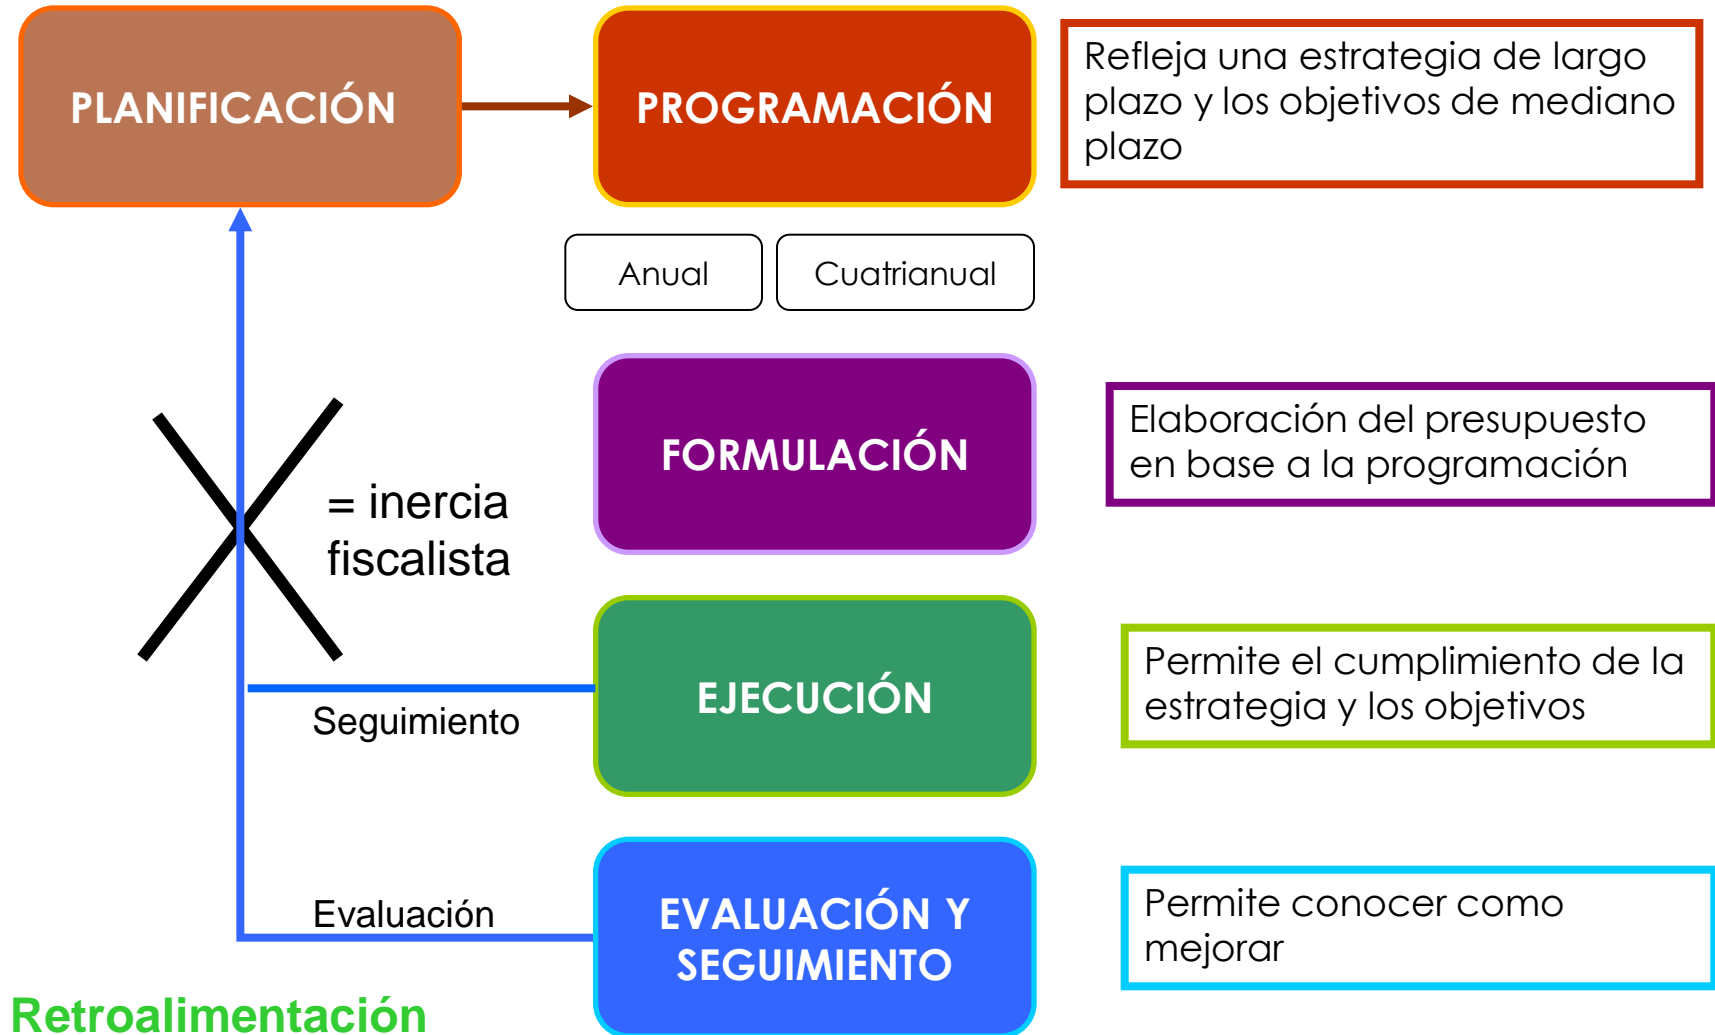 PLANIFICACIÓN
PROGRAMACIÓN
Refleja una estrategia de largo
plazo y los objetivos de mediano
plazo
Anual
Cuatrianual
FORMULACIÓN
Elaboración del presupuesto
en base a la programación
= inercia
fiscalista
EJECUCIÓN
Permite el cumplimiento de la
estrategia y los objetivos
Seguimiento
Evaluación
EVALUACIÓN Y
SEGUIMIENTO
Permite conocer como
mejorar
Retroalimentación